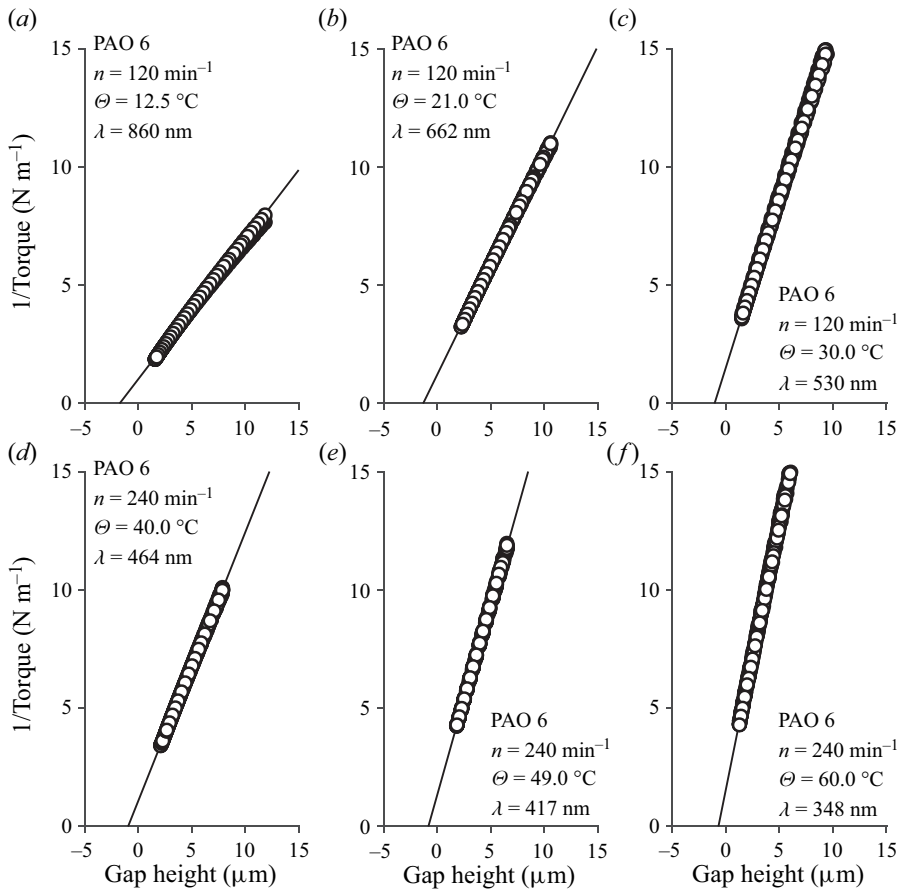 (a)
PAO 6
n = 120 min⁻¹
Θ = 12.5 °C
λ = 860 nm
15
10
5
0
1/Torque (N m⁻¹)
–5 0 5 10 15
(b)
PAO 6
n = 120 min⁻¹
Θ = 21.0 °C
λ = 662 nm
15
10
5
0
–5 0 5 10 15
(c)
15
10
5
0
PAO 6
n = 120 min⁻¹
Θ = 30.0 °C
λ = 530 nm
–5 0 5 10 15
(d)
PAO 6
n = 240 min⁻¹
Θ = 40.0 °C
λ = 464 nm
15
10
5
0
1/Torque (N m⁻¹)
–5 0 5 10 15
Gap height (μm)
(e)
15
10
5
0
PAO 6
n = 240 min⁻¹
Θ = 49.0 °C
λ = 417 nm
–5 0 5 10 15
Gap height (μm)
(f)
15
10
5
0
PAO 6
n = 240 min⁻¹
Θ = 60.0 °C
λ = 348 nm
–5 0 5 10 15
Gap height (μm)